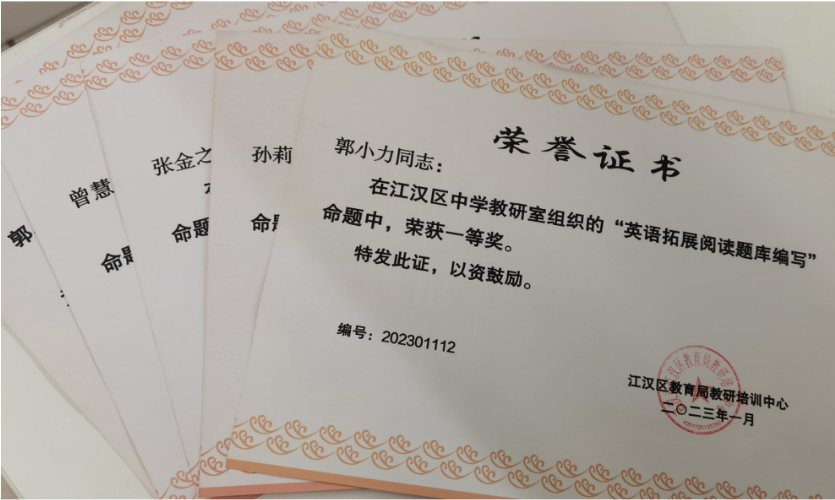 荣誉证书
郭小力同志：
在江汉区中学教研室组织的“英语拓展阅读题库编写”
命题中，荣获一等奖。
特发此证，以资鼓励。
编号：202301112
江汉区教育局教研培训中心
二〇二三年一月
孙莉
命
张金之
命题
曾慧
命
郭